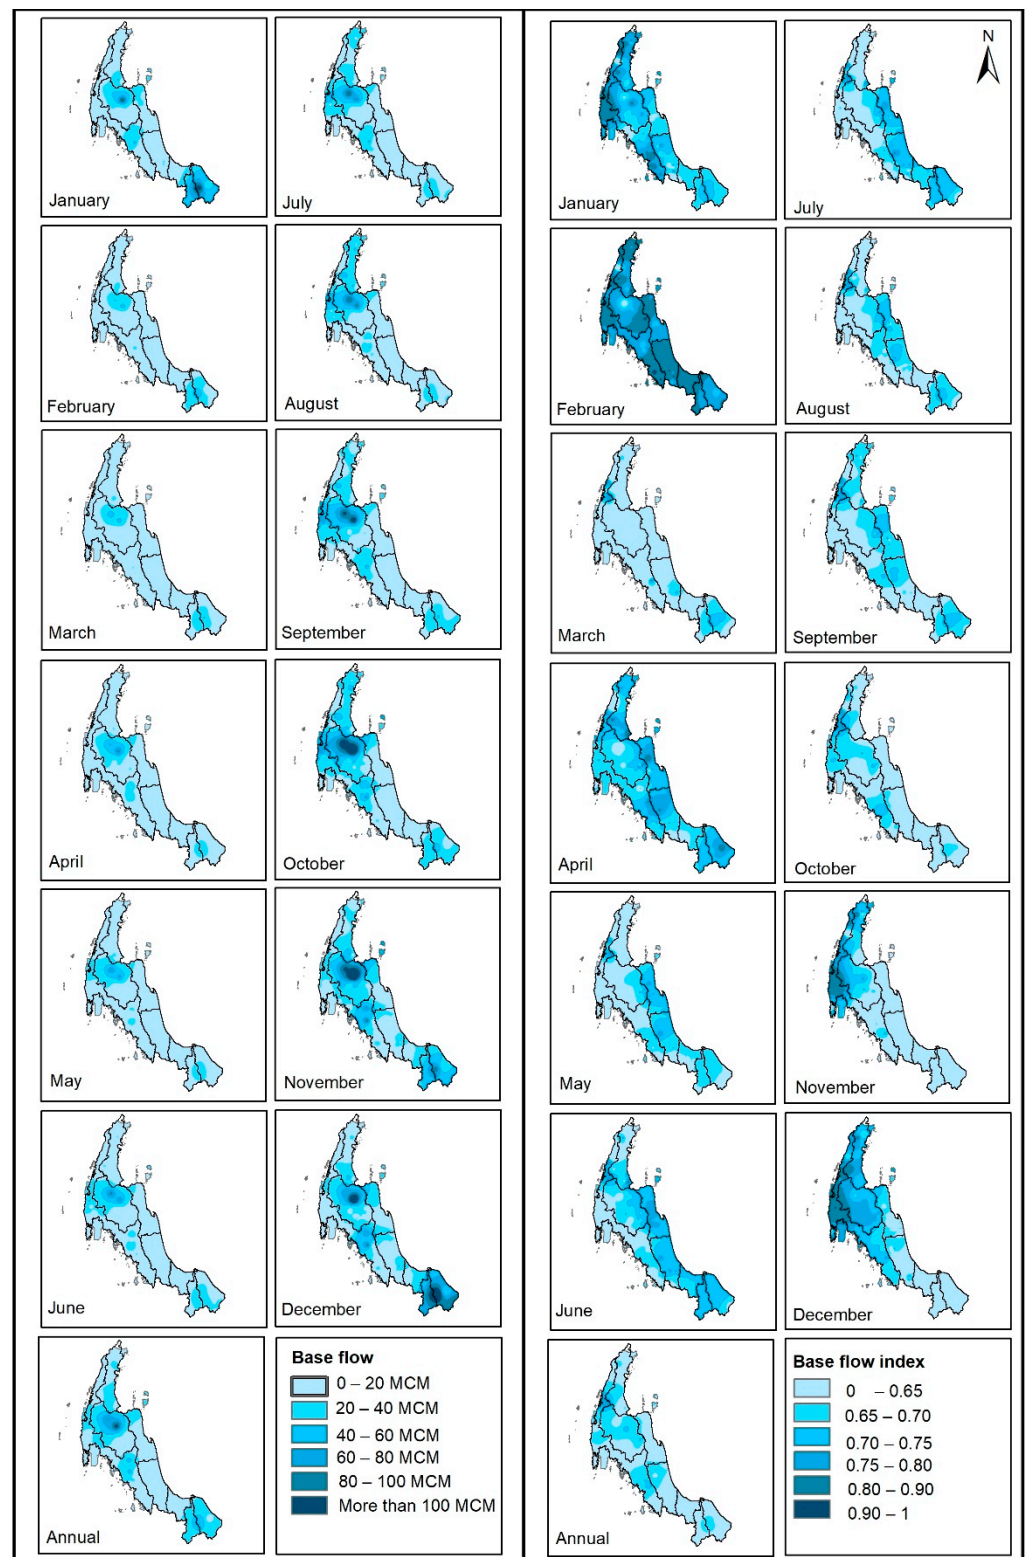 N
January
July
January
July
February
August
February
August
March
September
March
September
April
October
April
October
May
November
May
November
June
December
June
December
Annual
Base flow
0 – 20 MCM
20 – 40 MCM
40 – 60 MCM
60 – 80 MCM
80 – 100 MCM
More than 100 MCM
Annual
Base flow index
0 – 0.65
0.65 – 0.70
0.70 – 0.75
0.75 – 0.80
0.80 – 0.90
0.90 – 1